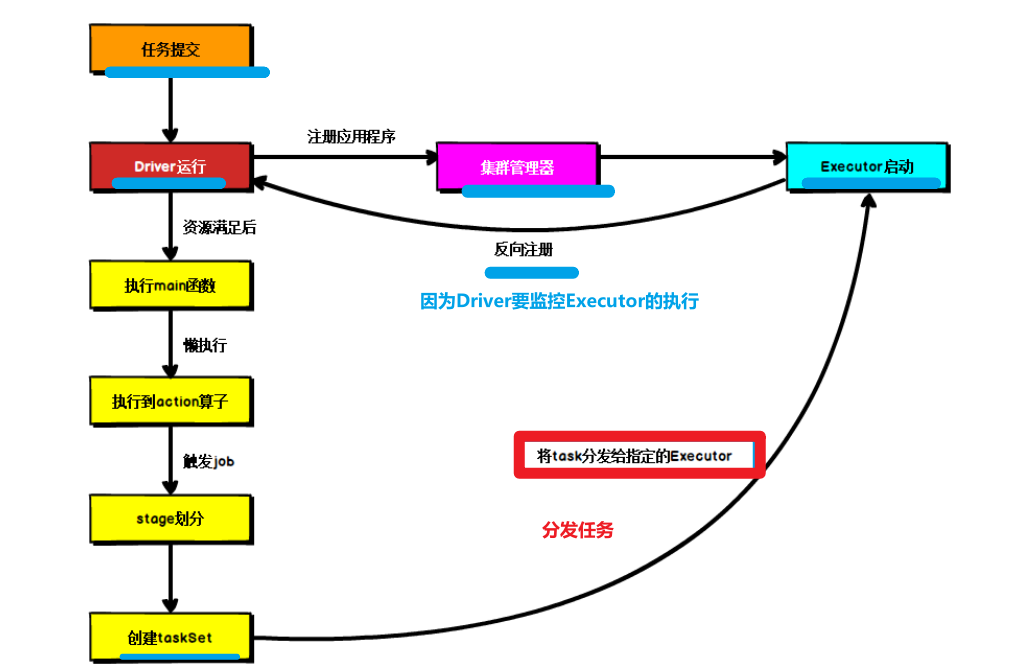 任务提交
注册应用程序
Driver运行
集群管理器
Executor启动
资源满足后
反向注册
执行main函数
因为Driver要监控Executor的执行
懒执行
执行到action算子
触发job
将task分发给指定的Executor
stage划分
分发任务
创建taskSet